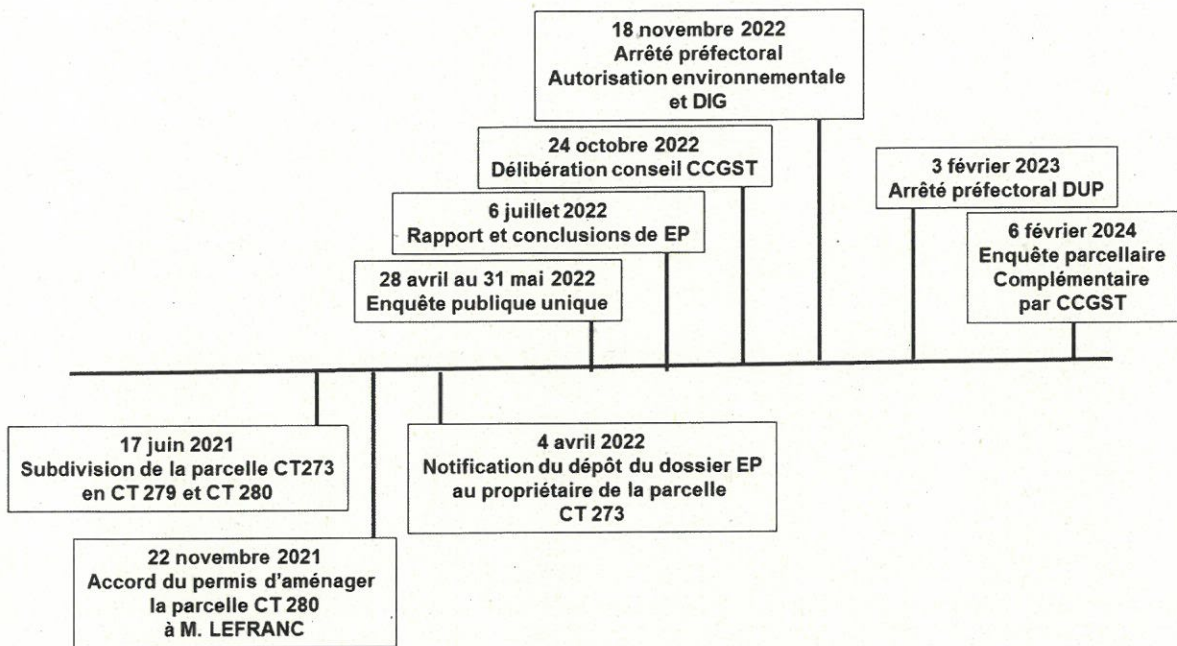 18 novembre 2022
Arrêté préfectoral
Autorisation environnementale
et DIG
24 octobre 2022
Délibération conseil CCGST
3 février 2023
Arrêté préfectoral DUP
6 juillet 2022
Rapport et conclusions de EP
6 février 2024
Enquête parcellaire
Complémentaire
par CCGST
28 avril au 31 mai 2022
Enquête publique unique
17 juin 2021
Subdivision de la parcelle CT273
en CT 279 et CT 280
4 avril 2022
Notification du dépôt du dossier EP
au propriétaire de la parcelle
CT 273
22 novembre 2021
Accord du permis d'aménager
la parcelle CT 280
à M. LEFRANC